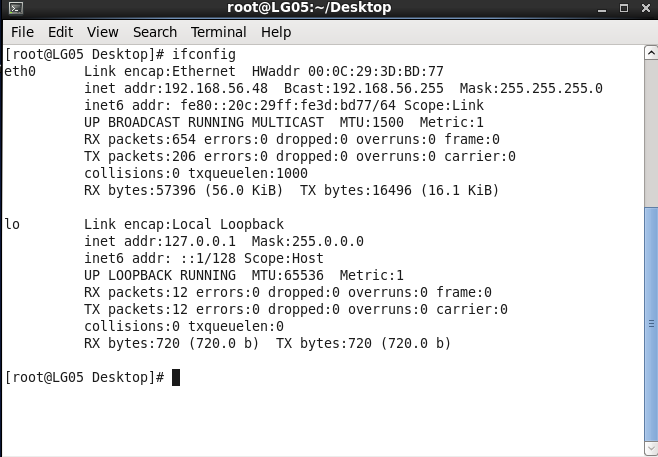 root@LG05:~/Desktop
File Edit View Search Terminal Help
[root@LG05 Desktop]# ifconfig
eth0      Link encap:Ethernet  HWaddr 00:0C:29:3D:BD:77
          inet addr:192.168.56.48  Bcast:192.168.56.255  Mask:255.255.255.0
          inet6 addr: fe80::20c:29ff:fe3d:bd77/64 Scope:Link
          UP BROADCAST RUNNING MULTICAST  MTU:1500  Metric:1
          RX packets:654 errors:0 dropped:0 overruns:0 frame:0
          TX packets:206 errors:0 dropped:0 overruns:0 carrier:0
          collisions:0 txqueuelen:1000
          RX bytes:57396 (56.0 KiB)  TX bytes:16496 (16.1 KiB)
lo        Link encap:Local Loopback
          inet addr:127.0.0.1  Mask:255.0.0.0
          inet6 addr: ::1/128 Scope:Host
          UP LOOPBACK RUNNING  MTU:65536  Metric:1
          RX packets:12 errors:0 dropped:0 overruns:0 frame:0
          TX packets:12 errors:0 dropped:0 overruns:0 carrier:0
          collisions:0 txqueuelen:0
          RX bytes:720 (720.0 b)  TX bytes:720 (720.0 b)
[root@LG05 Desktop]#